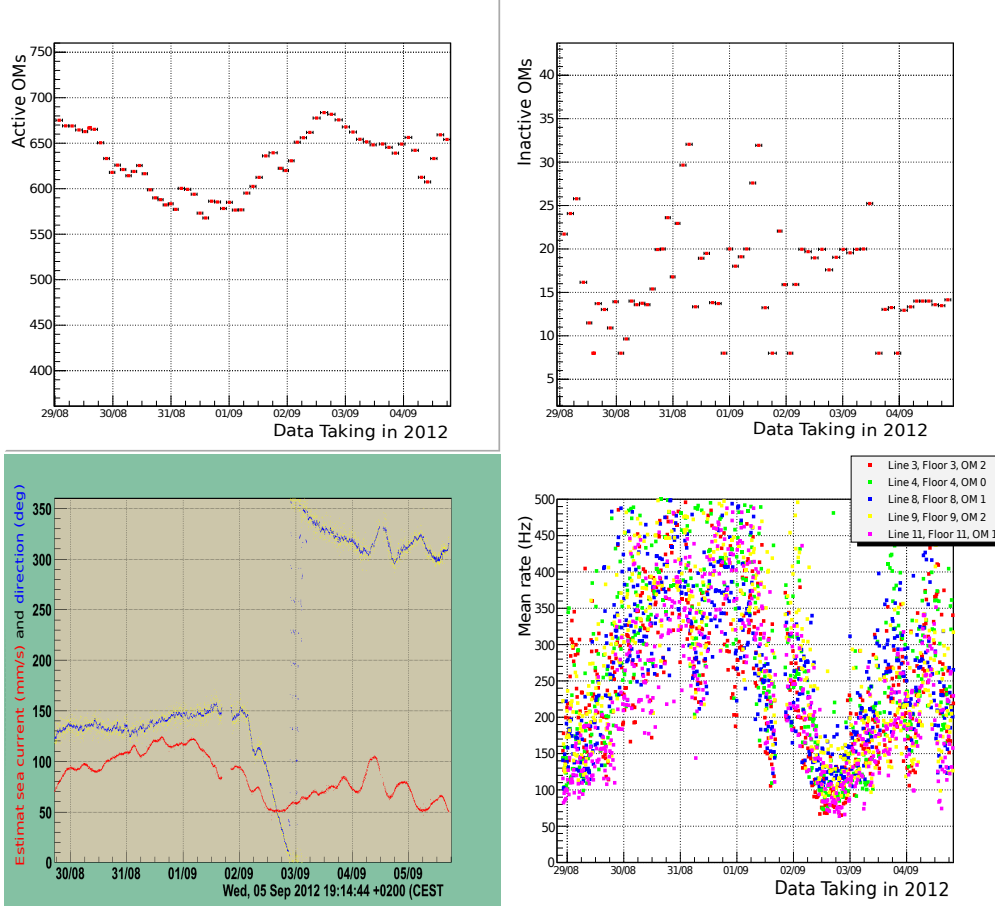 Active OMs
750
700
650
600
550
500
450
400
29/08 30/08 31/08 01/09 02/09 03/09 04/09
Data Taking in 2012
Inactive OMs
40
35
30
25
20
15
10
5
29/08 30/08 31/08 01/09 02/09 03/09 04/09
Data Taking in 2012
Estimat sea current (mm/s) and direction (deg)
350
300
250
200
150
100
50
0
30/08 31/08 01/09 02/09 03/09 04/09 05/09
Wed, 05 Sep 2012 19:14:44 +0200 (CEST
Line 3, Floor 3, OM 2
Line 4, Floor 4, OM 0
Line 8, Floor 8, OM 1
Line 9, Floor 9, OM 2
Line 11, Floor 11, OM 1
Mean rate (Hz)
500
450
400
350
300
250
200
150
100
50
0
29/08 30/08 31/08 01/09 02/09 03/09 04/09
Data Taking in 2012